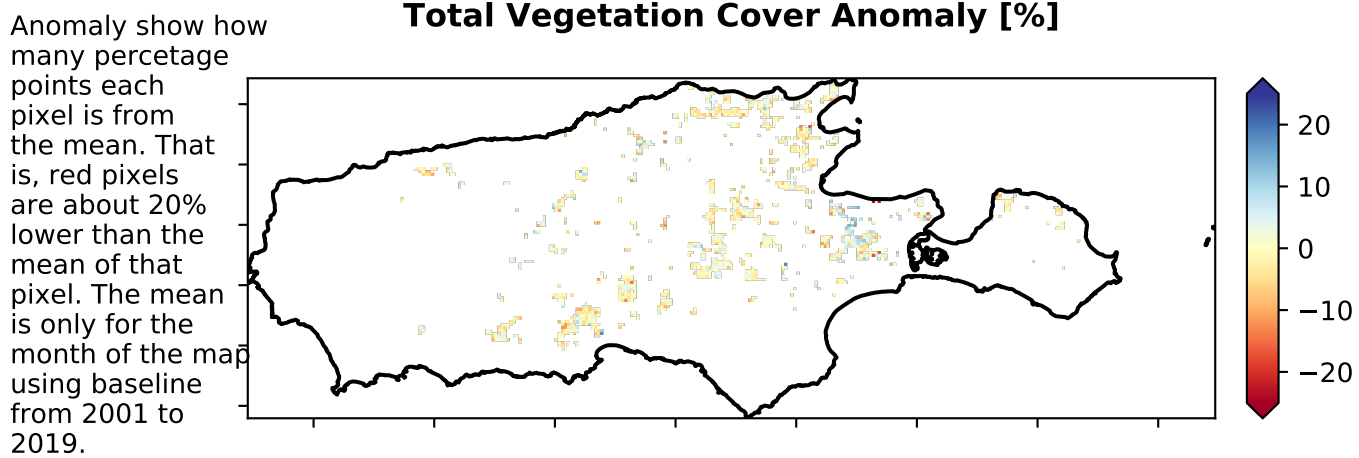 Total Vegetation Cover Anomaly [%]
Anomaly show how
many percetage
points each
pixel is from
the mean. That
is, red pixels
are about 20%
lower than the
mean of that
pixel. The mean
is only for the
month of the map
using baseline
from 2001 to
2019.
20
10
0
−10
−20